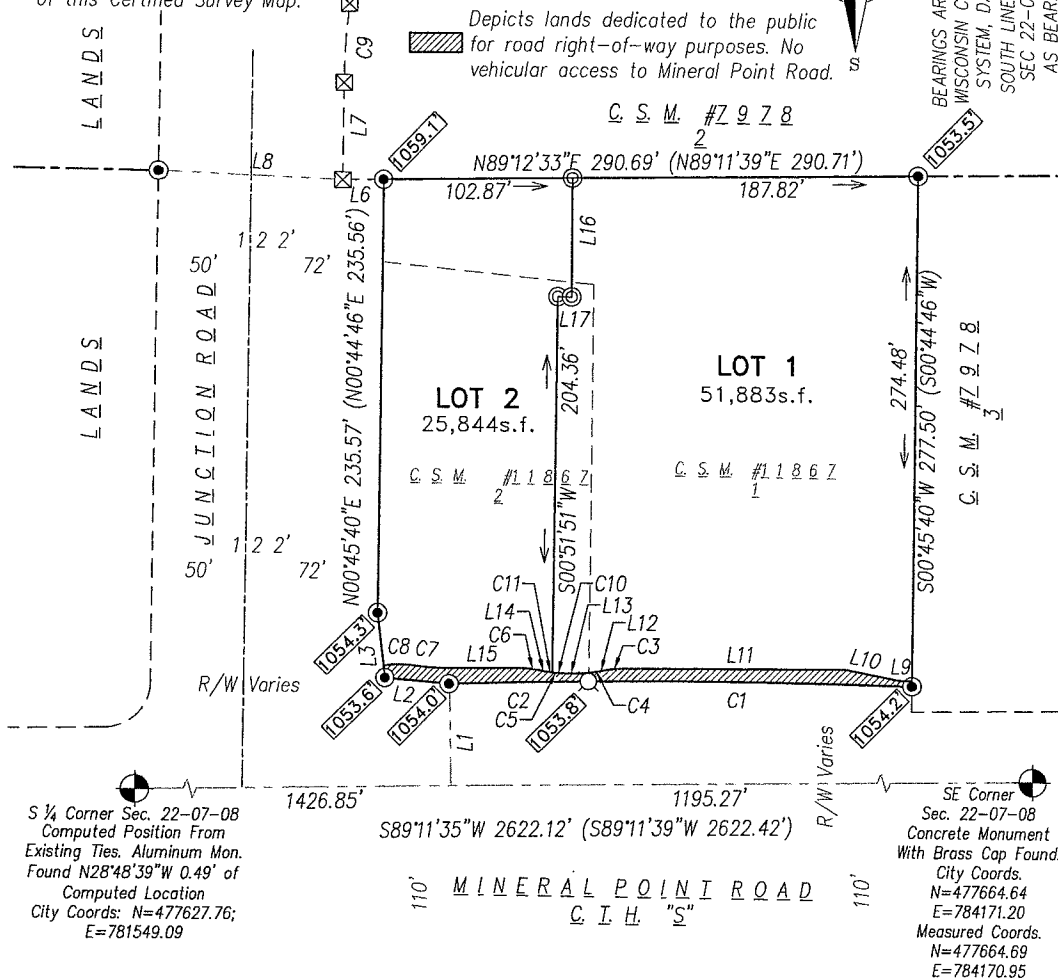 of this Certified Survey Map.
Depicts lands dedicated to the public
for road right-of-way purposes. No
vehicular access to Mineral Point Road.
S
BEARINGS AR
WISCONSIN C
SYSTEM, D
SOUTH LINE
SEC 22-0
AS BEAR
LANDS
C9
L7
L8
L6
1059.1'
C. S. M. #7978
2
N89°12'33"E 290.69' (N89°11'39"E 290.71')
102.87'
187.82'
1053.5'
122'
50'
72'
JUNCTION ROAD
LANDS
N00°45'40"E 235.57' (N00°44'46"E 235.56')
L16
L17
204.36'
S00°51'51"W
LOT 2
25,844s.f.
C. S. M. #11867
2
LOT 1
51,883s.f.
C. S. M. #11867
1
274.48'
S00°45'40"W 277.50' (S00°44'46"W)
C. S. M. #7978
3
122'
50'
72'
C11
C10
L14
L13
C6
L12
C3
1054.3'
L3
C8
C7
L15
L11
L10
L9
R/W Varies
1053.6'
L2
1054.0'
L1
C2
C5
1053.8'
C4
C1
1054.2'
R/W Varies
1426.85'
1195.27'
S89°11'35"W 2622.12' (S89°11'39"W 2622.42')
S ¼ Corner Sec. 22-07-08
Computed Position From
Existing Ties. Aluminum Mon.
Found N28°48'39"W 0.49' of
Computed Location
City Coords: N=477627.76;
E=781549.09
110'
MINERAL POINT ROAD
C. T. H. "S"
110'
SE Corner
Sec. 22-07-08
Concrete Monument
With Brass Cap Found.
City Coords.
N=477664.64
E=784171.20
Measured Coords.
N=477664.69
E=784170.95